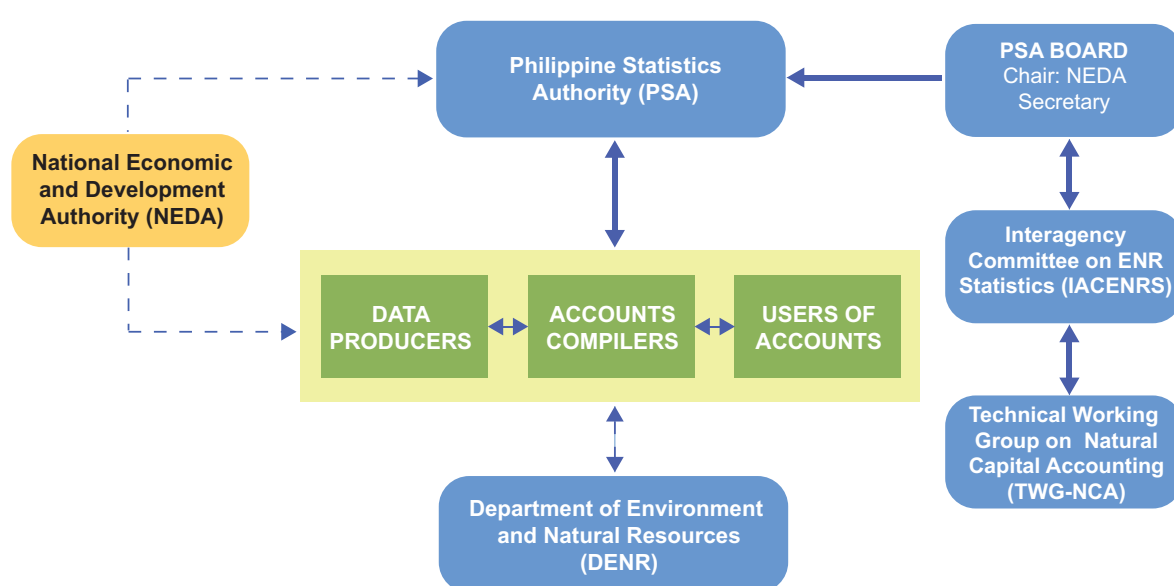 Philippine Statistics
Authority (PSA)
PSA BOARD
Chair: NEDA
Secretary
National Economic
and Development
Authority (NEDA)
Interagency
Committee on ENR
Statistics (IACENRS)
DATA
PRODUCERS
ACCOUNTS
COMPILERS
USERS OF
ACCOUNTS
Technical Working
Group on Natural
Capital Accounting
(TWG-NCA)
Department of Environment
and Natural Resources
(DENR)